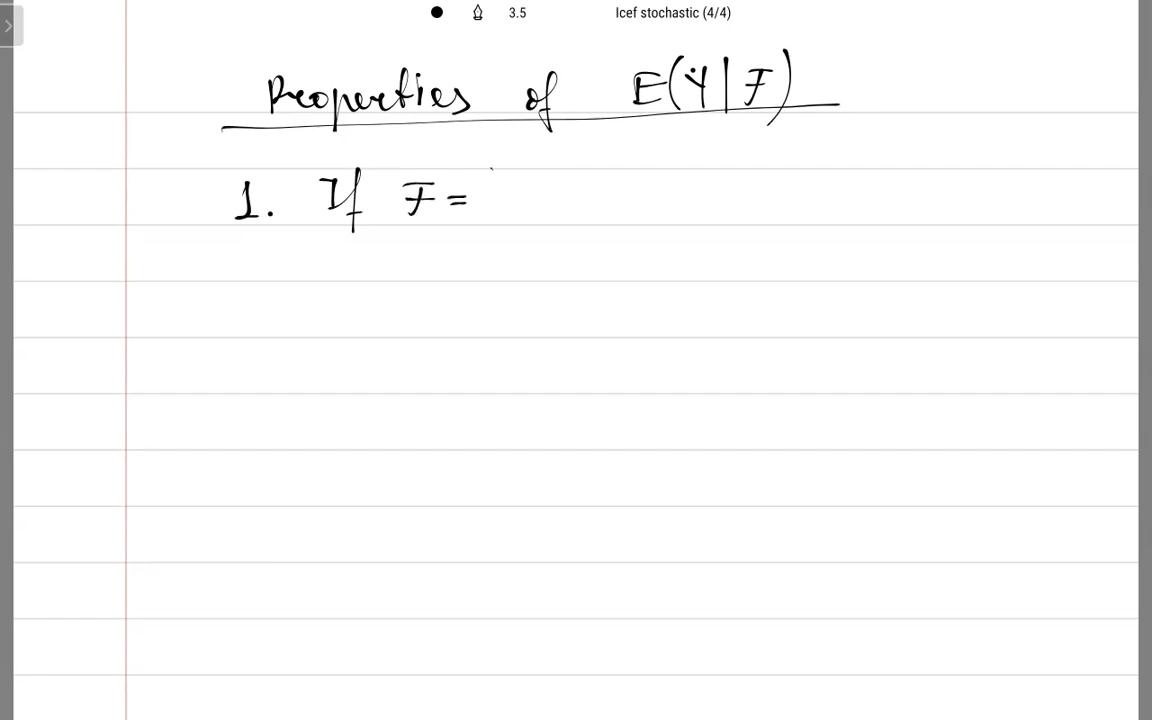 3.5 Icef stochastic (4/4)
Properties of E(Y|F)
1. If F =